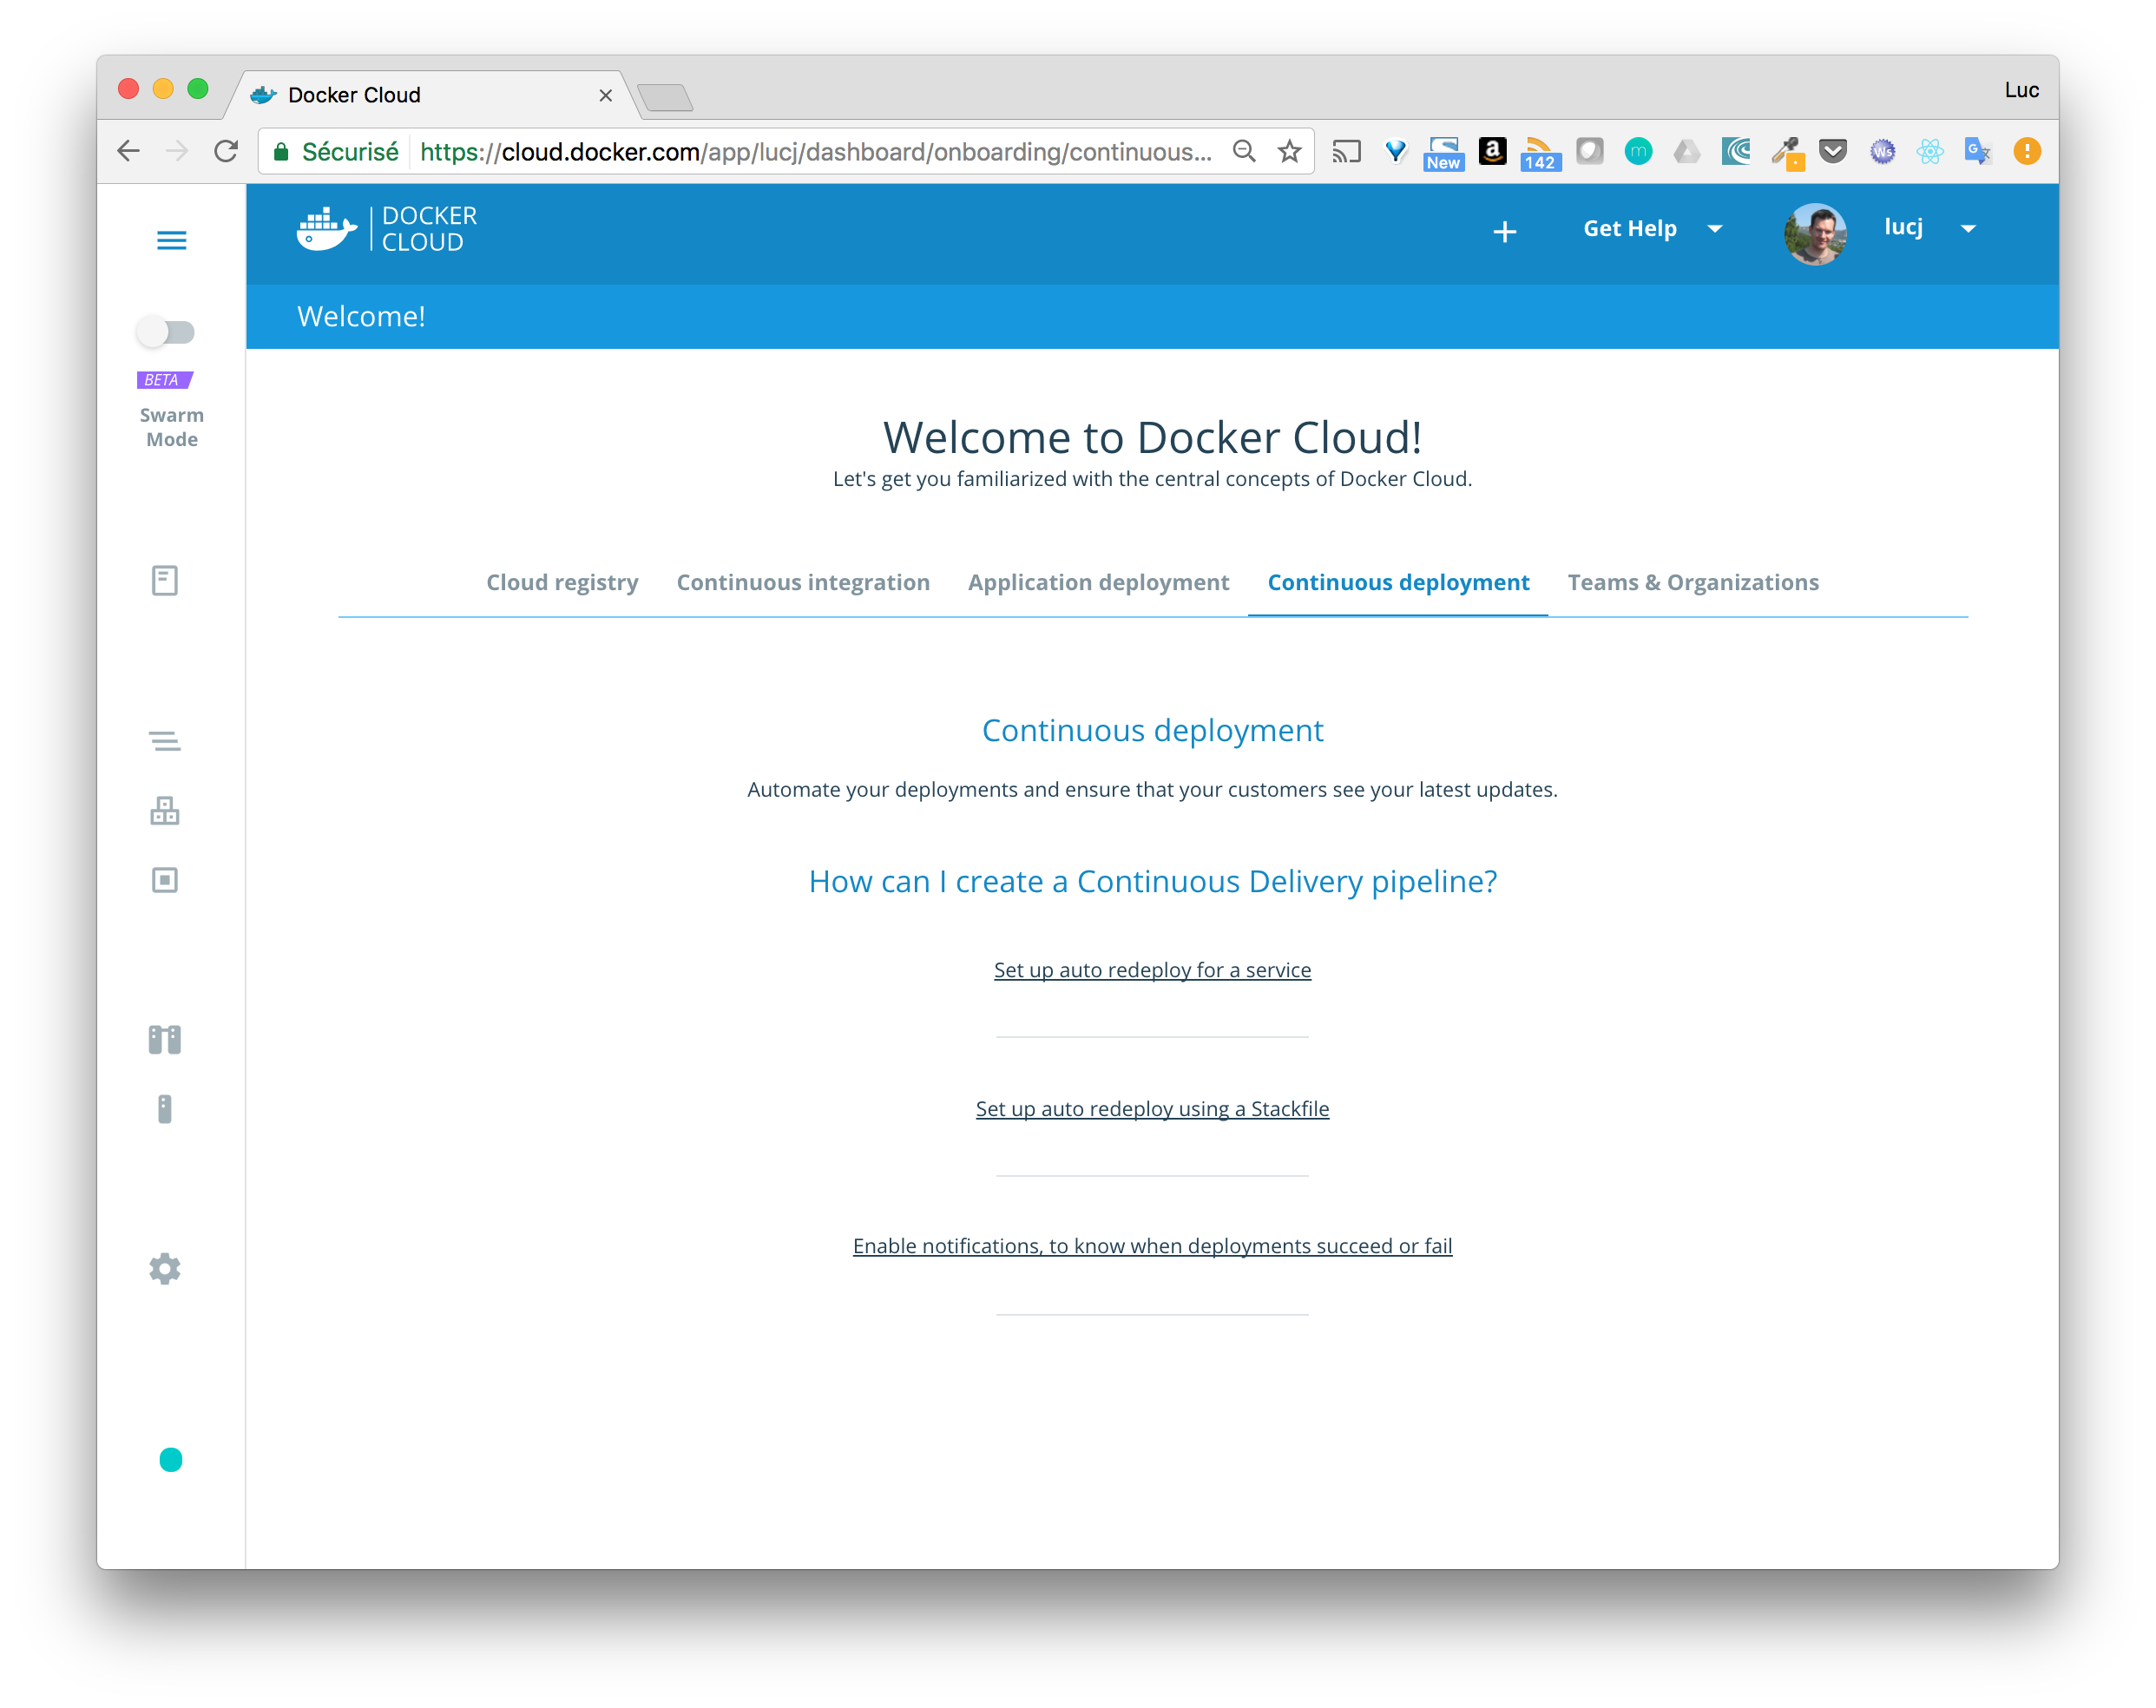 Docker Cloud
Luc
Sécurisé
https://cloud.docker.com/app/lucj/dashboard/onboarding/continuous...
New
a
142
m
Ws
G
DOCKER
CLOUD
Get Help
lucj
Welcome!
BETA
Swarm
Mode
Welcome to Docker Cloud!
Let's get you familiarized with the central concepts of Docker Cloud.
Cloud registry Continuous integration Application deployment Continuous deployment Teams & Organizations
Continuous deployment
Automate your deployments and ensure that your customers see your latest updates.
How can I create a Continuous Delivery pipeline?
Set up auto redeploy for a service
Set up auto redeploy using a Stackfile
Enable notifications, to know when deployments succeed or fail